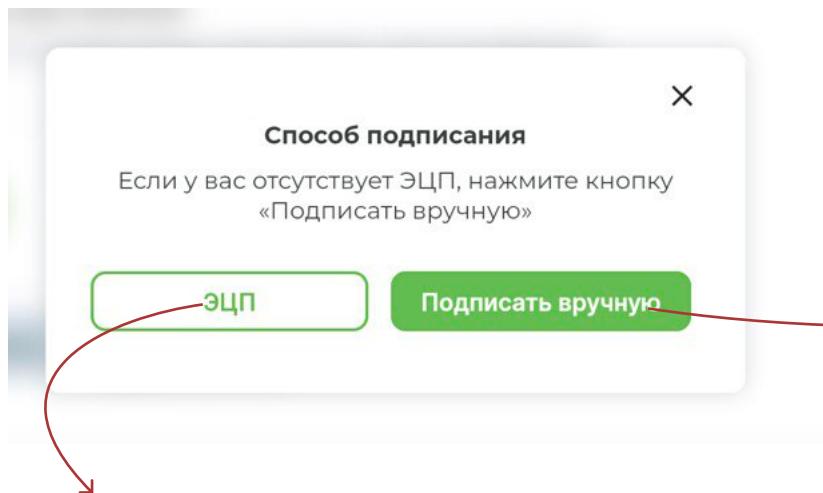 Способ подписания
Если у вас отсутствует ЭЦП, нажмите кнопку
«Подписать вручную»
ЭЦП
Подписать вручную